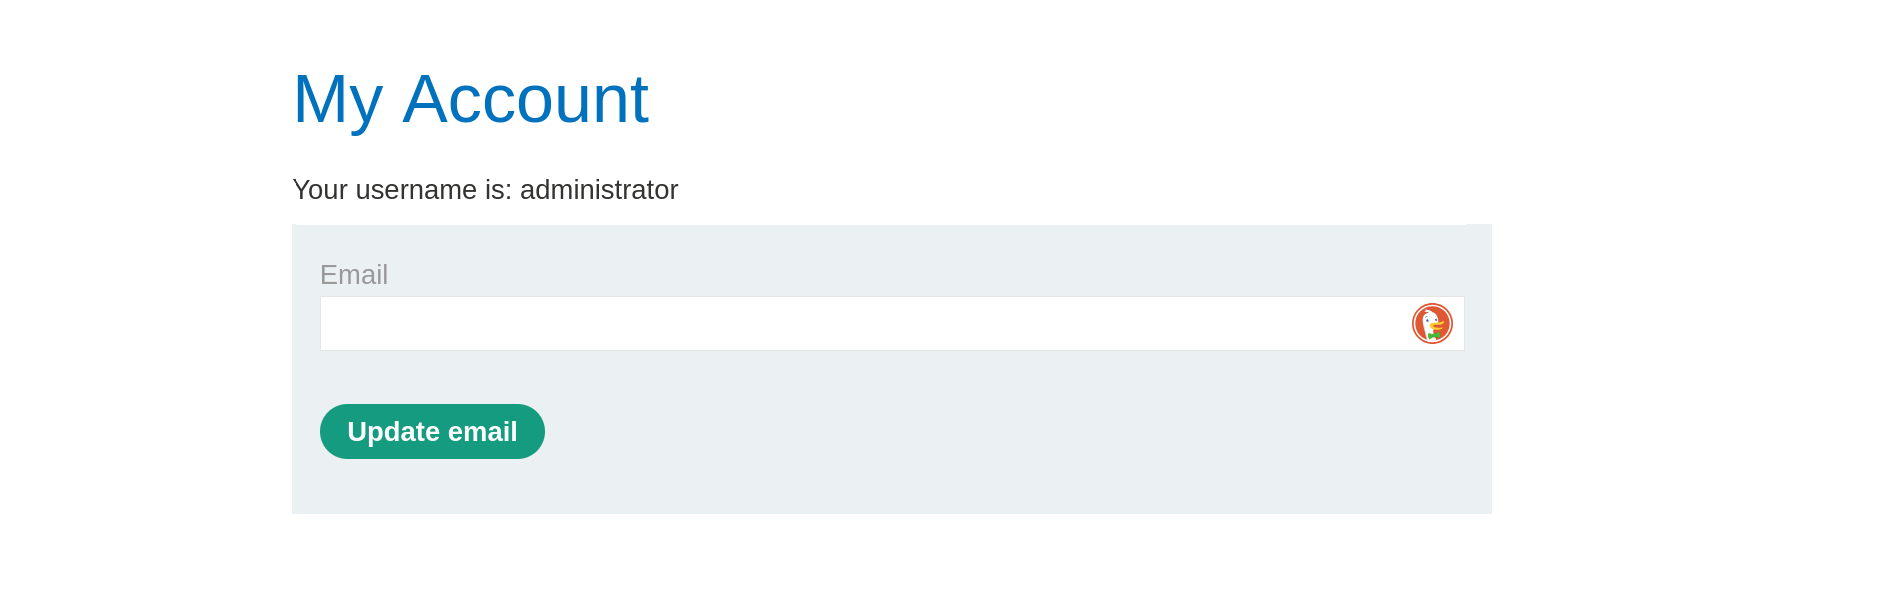 My Account
Your username is: administrator
Email
Update email